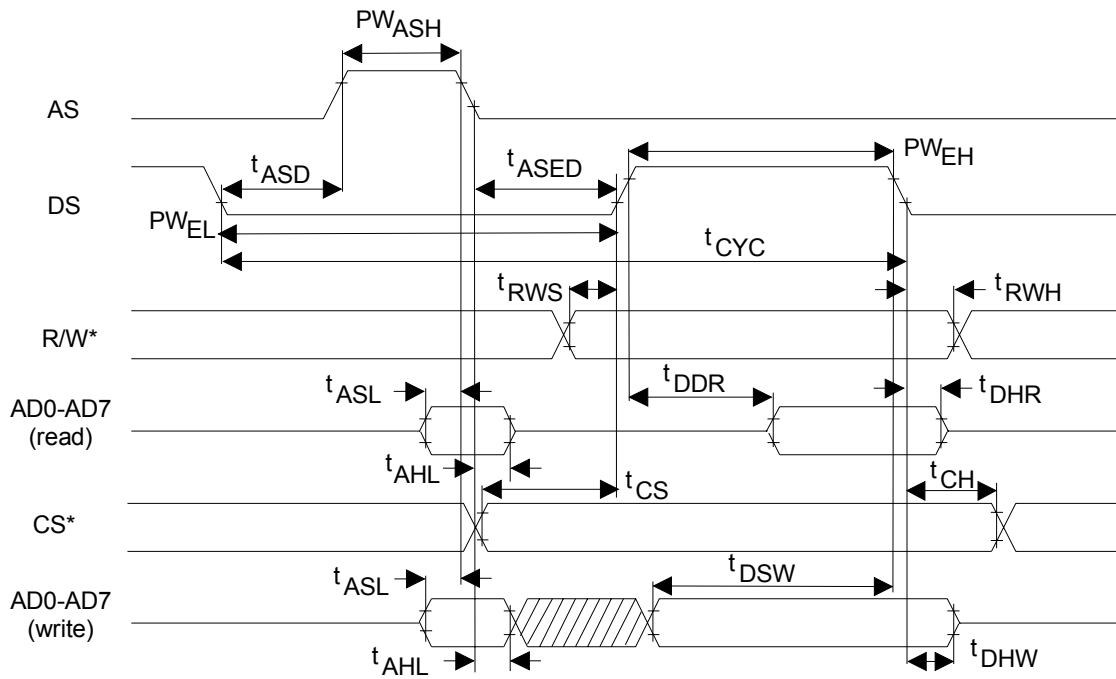 PWASH
AS
tASD
tASED
PWEH
DS
PWEL
tCYC
tRWS
tRWH
R/W*
tASL
tDDR
tDHR
AD0-AD7
(read)
tAHL
tCS
tCH
CS*
tASL
tDSW
AD0-AD7
(write)
tAHL
tDHW